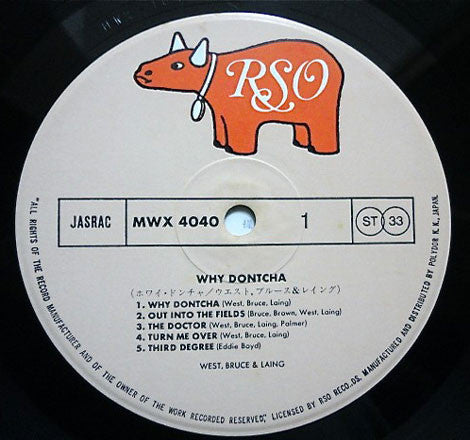 RSO
JASRAC
MWX 4040
1
ST 33
WHY DONTCHA
(ホワイ・ドンチャ/ウエスト,ブルース&レイング)
1. WHY DONTCHA (West, Bruce, Laing)
2. OUT INTO THE FIELDS (Bruce, Brown, West, Laing)
3. THE DOCTOR (West, Bruce, Laing, Palmer)
4. TURN ME OVER (West, Bruce, Laing)
5. THIRD DEGREE (Eddie Boyd)
WEST, BRUCE & LAING
"ALL RIGHTS OF THE RECORD MANUFACTURER AND OF THE OWNER OF THE WORK RECORDED RESERVED", LICENSED BY RSO RECO.DS. MANUFACTURED AND DISTRIBUTED BY POLYDOR K. K., JAPAN.